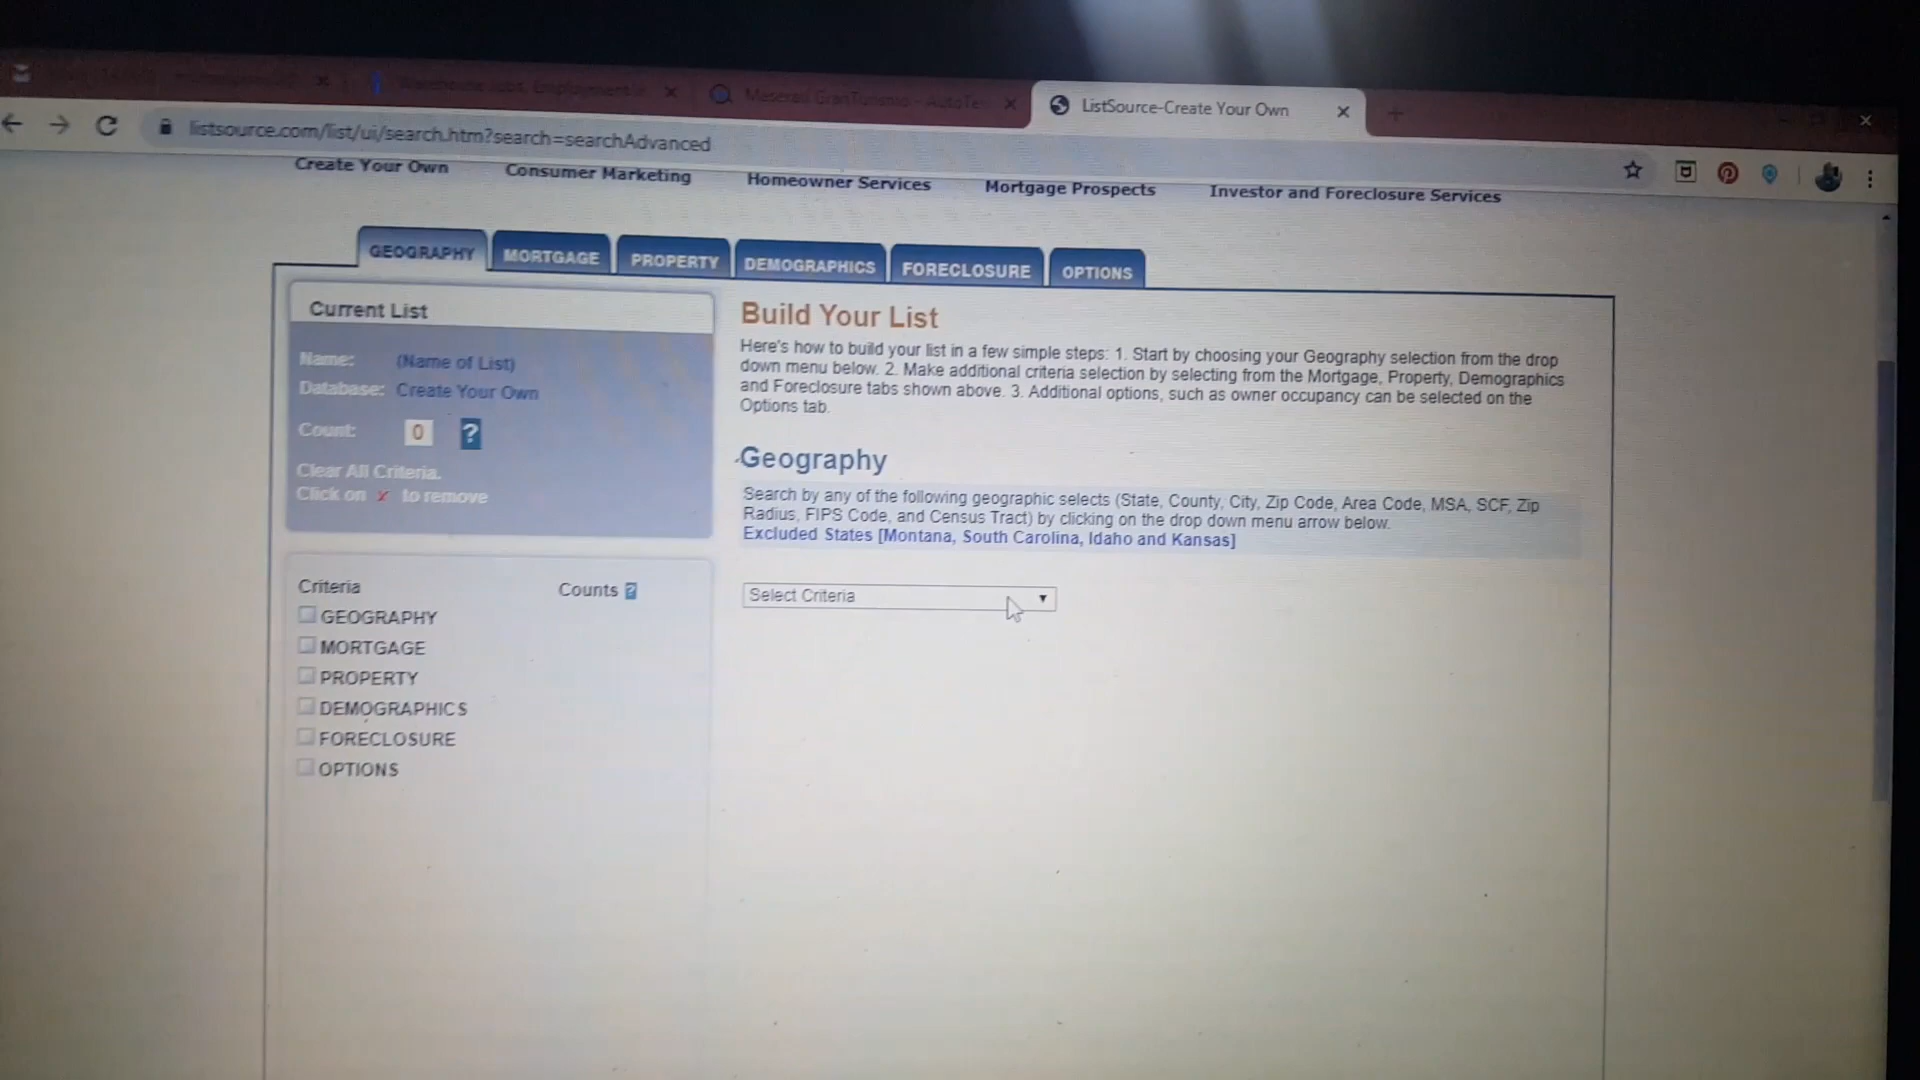 Maserati GranTurismo - AutoTe
ListSource-Create Your Own
listsource.com/list/ui/search.htm?search=searchAdvanced
Create Your Own
Consumer Marketing
Homeowner Services
Mortgage Prospects
Investor and Foreclosure Services
GEOGRAPHY
MORTGAGE
PROPERTY
DEMOGRAPHICS
FORECLOSURE
OPTIONS
Current List
Name: (Name of List)
Database: Create Your Own
Count: 0 ?
Clear All Criteria.
Click on x to remove
Criteria Counts ?
GEOGRAPHY
MORTGAGE
PROPERTY
DEMOGRAPHICS
FORECLOSURE
OPTIONS
Build Your List
Here's how to build your list in a few simple steps: 1. Start by choosing your Geography selection from the drop
down menu below. 2. Make additional criteria selection by selecting from the Mortgage, Property, Demographics
and Foreclosure tabs shown above. 3. Additional options, such as owner occupancy can be selected on the
Options tab.
Geography
Search by any of the following geographic selects (State, County, City, Zip Code, Area Code, MSA, SCF, Zip
Radius, FIPS Code, and Census Tract) by clicking on the drop down menu arrow below.
Excluded States [Montana, South Carolina, Idaho and Kansas]
Select Criteria